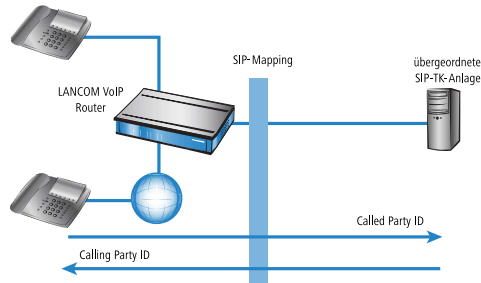 SIP-Mapping
übergeordnete
SIP-TK-Anlage
LANCOM VoIP
Router
Called Party ID
Calling Party ID